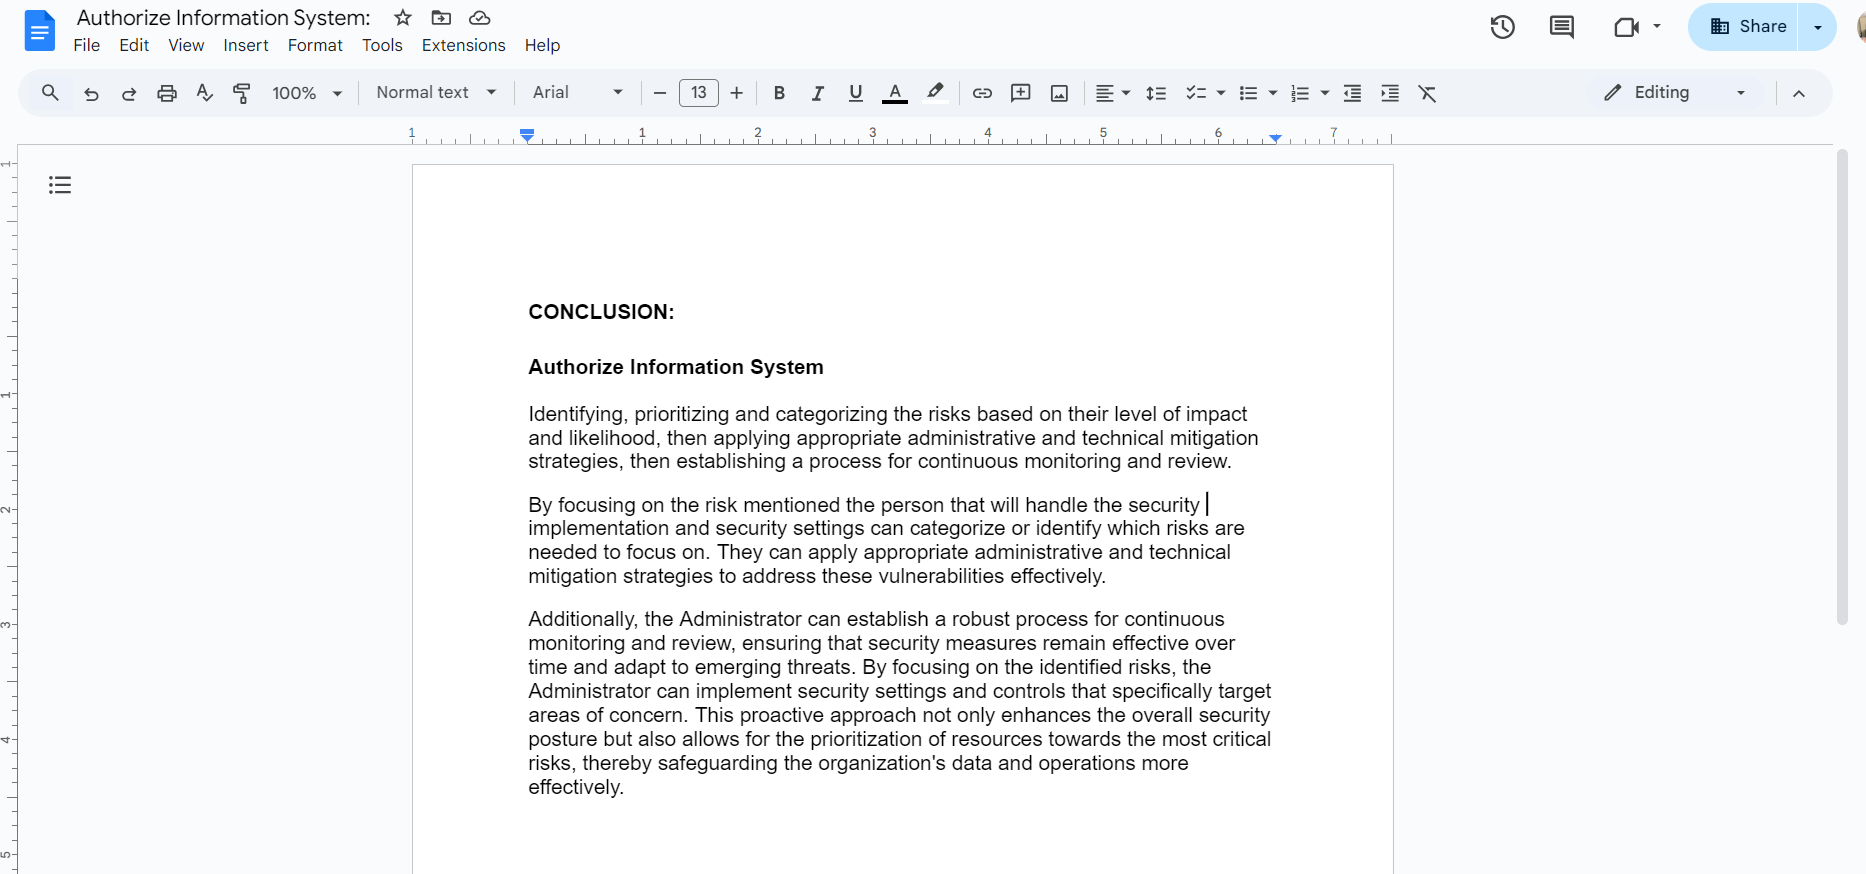 Authorize Information System:
File Edit View Insert Format Tools Extensions Help
Share
100% Normal text Arial 13 B I U A Editing
1 1 2 3 4 5 6 7
1
1
2
3
4
5
CONCLUSION:
Authorize Information System
Identifying, prioritizing and categorizing the risks based on their level of impact
and likelihood, then applying appropriate administrative and technical mitigation
strategies, then establishing a process for continuous monitoring and review.
By focusing on the risk mentioned the person that will handle the security
implementation and security settings can categorize or identify which risks are
needed to focus on. They can apply appropriate administrative and technical
mitigation strategies to address these vulnerabilities effectively.
Additionally, the Administrator can establish a robust process for continuous
monitoring and review, ensuring that security measures remain effective over
time and adapt to emerging threats. By focusing on the identified risks, the
Administrator can implement security settings and controls that specifically target
areas of concern. This proactive approach not only enhances the overall security
posture but also allows for the prioritization of resources towards the most critical
risks, thereby safeguarding the organization's data and operations more
effectively.